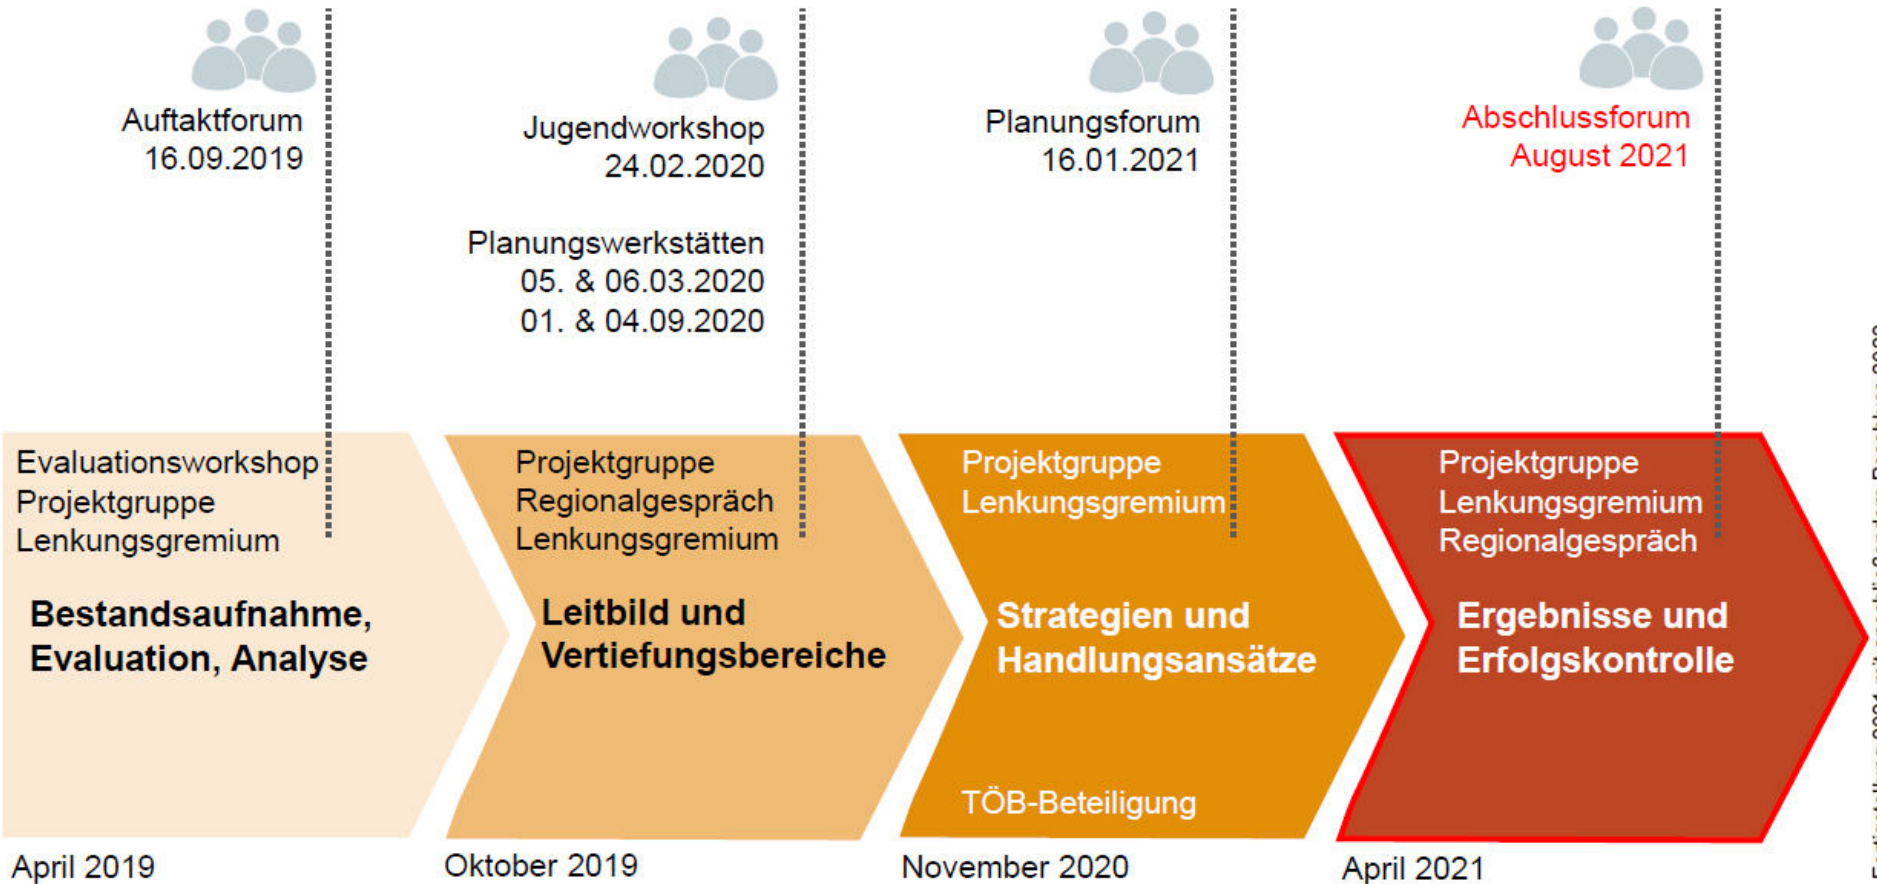 Auftaktforum
16.09.2019
Jugendworkshop
24.02.2020
Planungswerkstätten
05. & 06.03.2020
01. & 04.09.2020
Planungsforum
16.01.2021
Abschlussforum
August 2021
Evaluationsworkshop
Projektgruppe
Lenkungsgremium
Bestandsaufnahme,
Evaluation, Analyse
April 2019
Projektgruppe
Regionalgespräch
Lenkungsgremium
Leitbild und
Vertiefungsbereiche
Oktober 2019
Projektgruppe
Lenkungsgremium
Strategien und
Handlungsansätze
TÖB-Beteiligung
November 2020
Projektgruppe
Lenkungsgremium
Regionalgespräch
Ergebnisse und
Erfolgskontrolle
April 2021